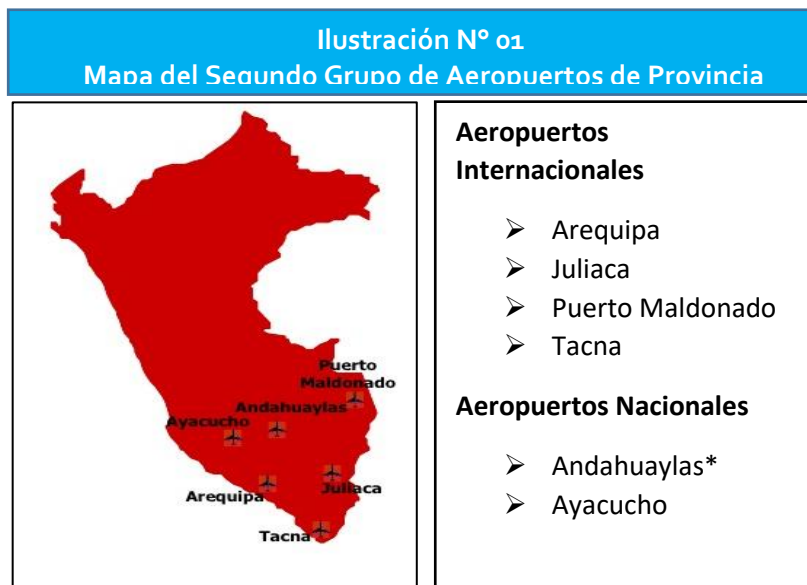 Ilustración N° 01
Mapa del Segundo Grupo de Aeropuertos de Provincia
Puerto
Maldonado
Andahuaylas
Ayacucho
Juliaca
Arequipa
Tacna
Aeropuertos
Internacionales
➢ Arequipa
➢ Juliaca
➢ Puerto Maldonado
➢ Tacna
Aeropuertos Nacionales
➢ Andahuaylas*
➢ Ayacucho